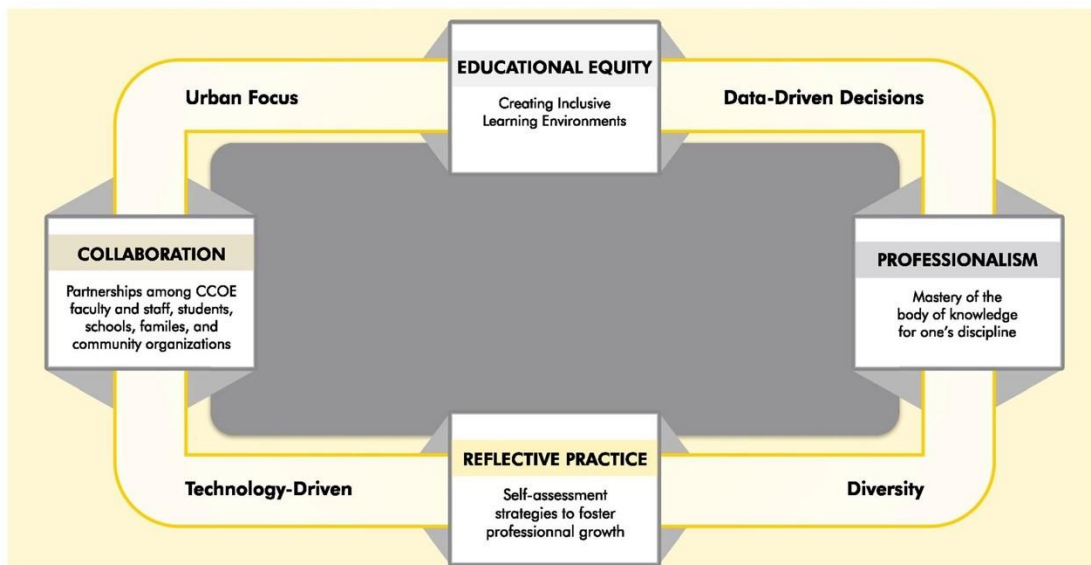 EDUCATIONAL EQUITY
Creating Inclusive
Learning Environments
Urban Focus
Data-Driven Decisions
COLLABORATION
Partnerships among CCOE
faculty and staff, students,
schools, familes, and
community organizations
PROFESSIONALISM
Mastery of the
body of knowledge
for one's discipline
REFLECTIVE PRACTICE
Self-assessment
strategies to foster
professionnal growth
Technology-Driven
Diversity